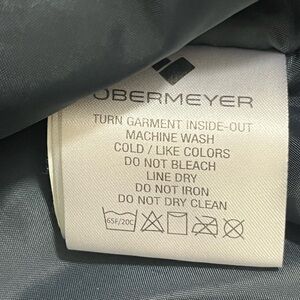 OBERMEYER
TURN GARMENT INSIDE-OUT
MACHINE WASH
COLD / LIKE COLORS
DO NOT BLEACH
LINE DRY
DO NOT IRON
DO NOT DRY CLEAN
65F/20C